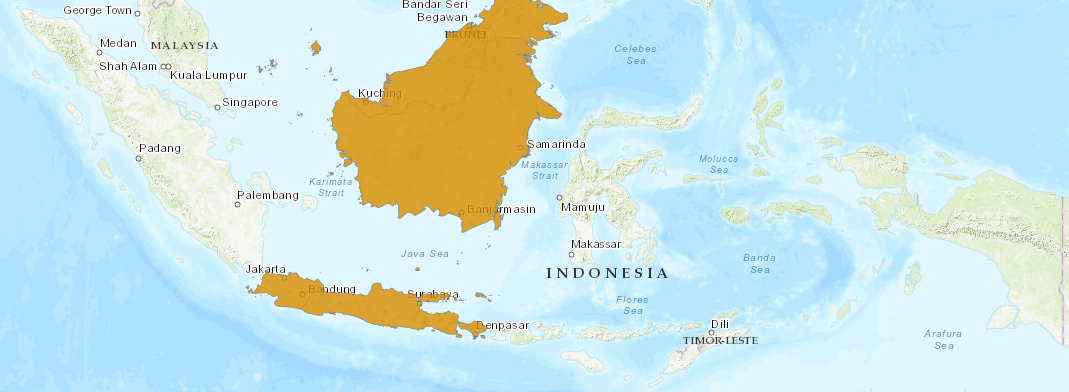 Bandar Seri
Begawan
BRUNEI
George Town
Medan
MALAYSIA
Celebes
Sea
Shah Alam
Kuala Lumpur
Kuching
Singapore
Padang
Samarinda
Makassar
Strait
Molucca
Sea
Karimata
Strait
Palembang
Banjarmasin
Mamuju
Makassar
Java Sea
Banda
Sea
Jakarta
INDONESIA
Bandung
Surabaya
Flores
Sea
Denpasar
Dili
TIMOR-LESTE
Arafura
Sea